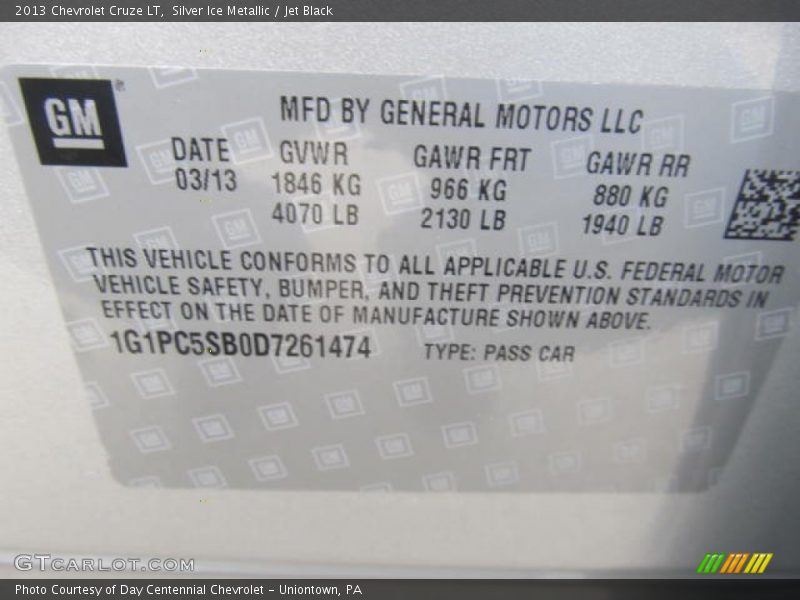 2013 Chevrolet Cruze LT, Silver Ice Metallic / Jet Black
GM ®
MFD BY GENERAL MOTORS LLC
DATE GVWR GAWR FRT GAWR RR
03/13 1846 KG 966 KG 880 KG
4070 LB 2130 LB 1940 LB
THIS VEHICLE CONFORMS TO ALL APPLICABLE U.S. FEDERAL MOTOR
VEHICLE SAFETY, BUMPER, AND THEFT PREVENTION STANDARDS IN
EFFECT ON THE DATE OF MANUFACTURE SHOWN ABOVE.
1G1PC5SB0D7261474 TYPE: PASS CAR
GTCARLOT.COM
Photo Courtesy of Day Centennial Chevrolet - Uniontown, PA